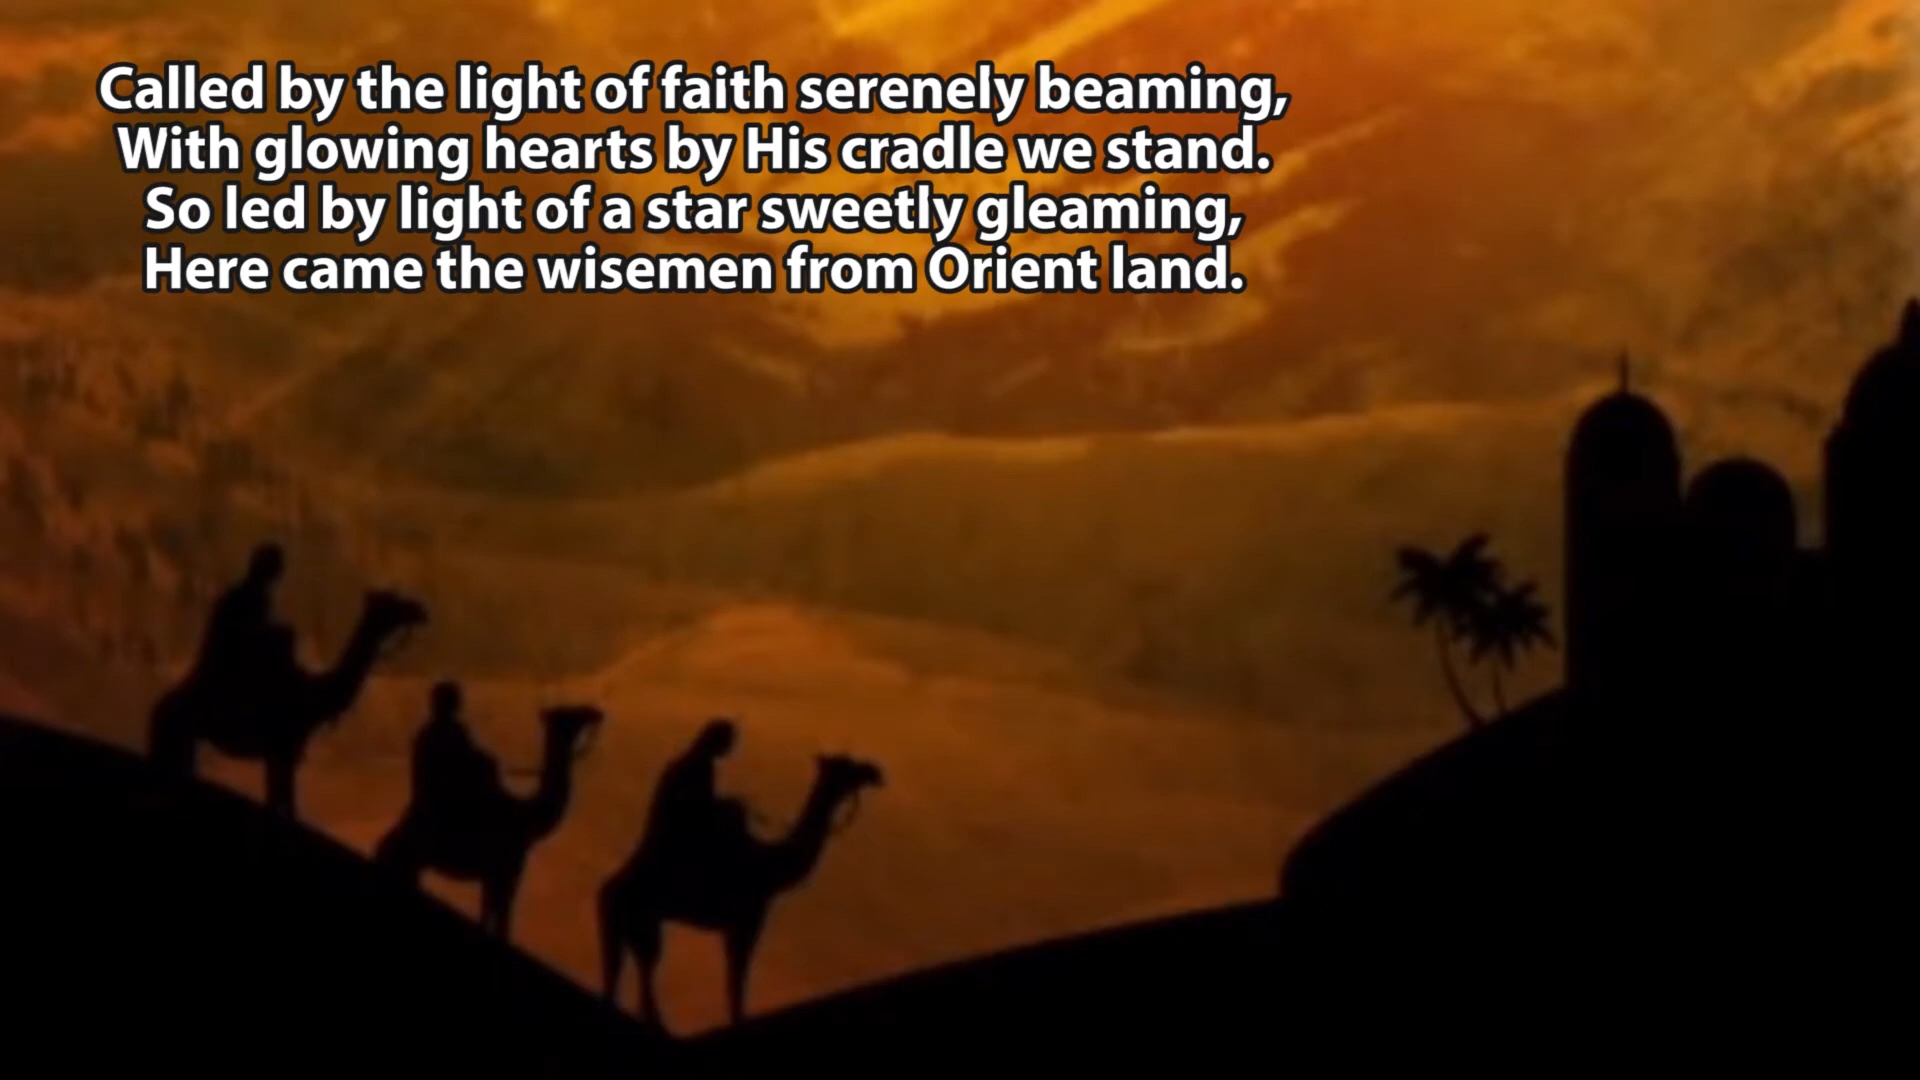 Called by the light of faith serenely beaming,
With glowing hearts by His cradle we stand.
So led by light of a star sweetly gleaming,
Here came the wisemen from Orient land.